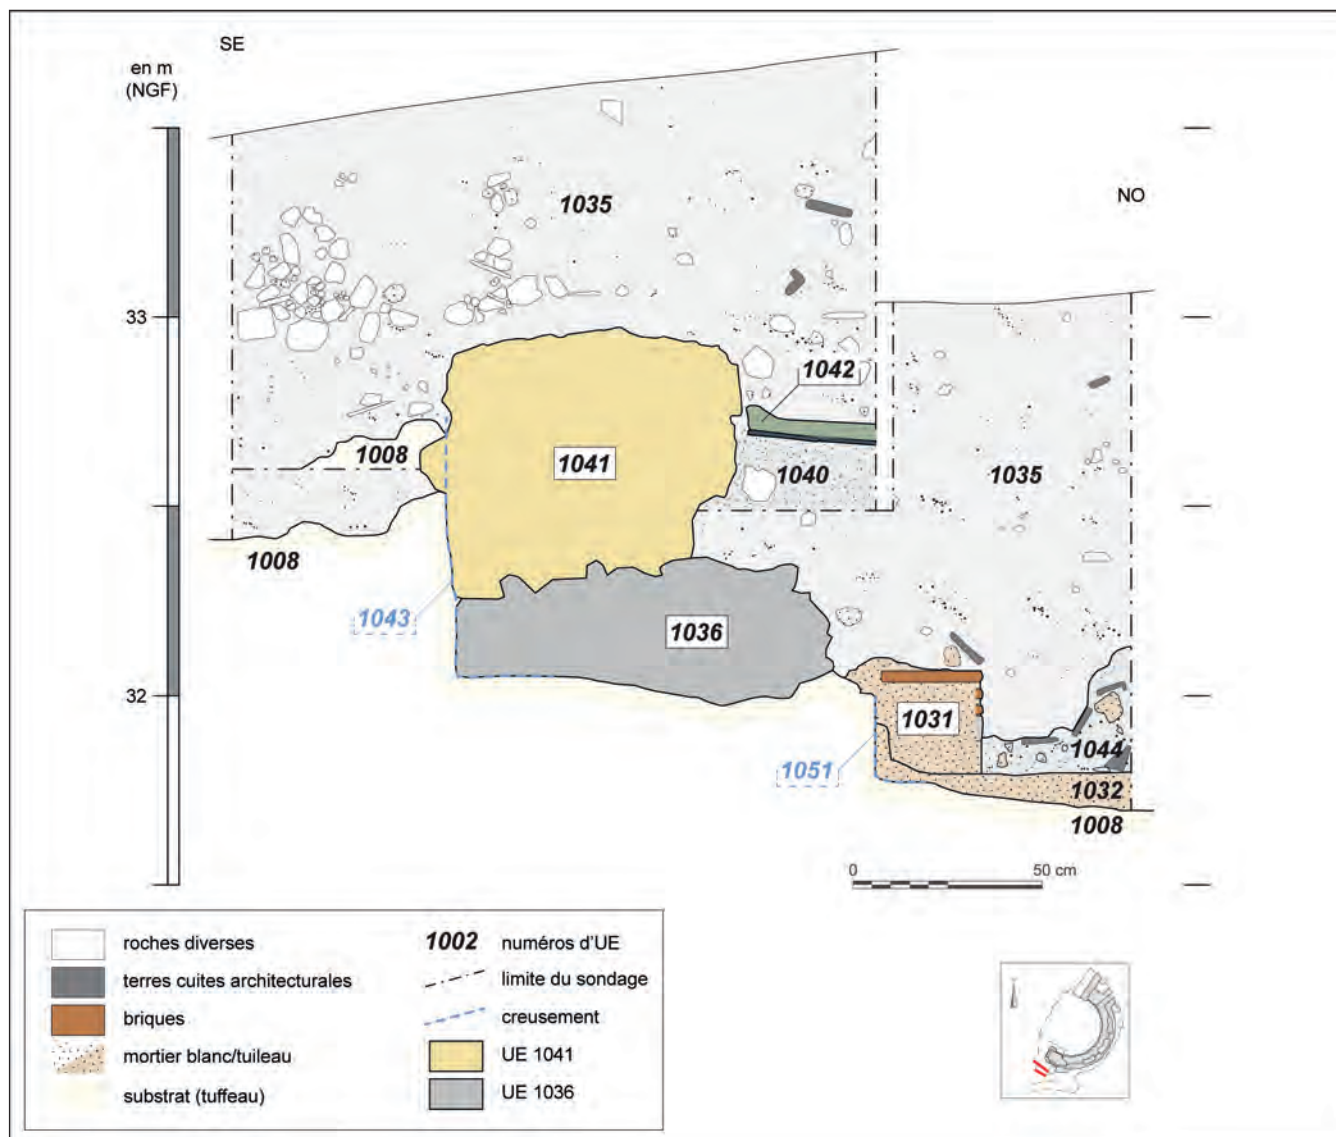 SE
en m
(NGF)
NO
1035
33
1042
1008
1041
1040
1035
1008
1043
1036
32
1031
1044
1051
1032
1008
0 50 cm
roches diverses
terres cuites architecturales
briques
mortier blanc/tuileau
substrat (tuffeau)
1002 numéros d'UE
limite du sondage
creusement
UE 1041
UE 1036